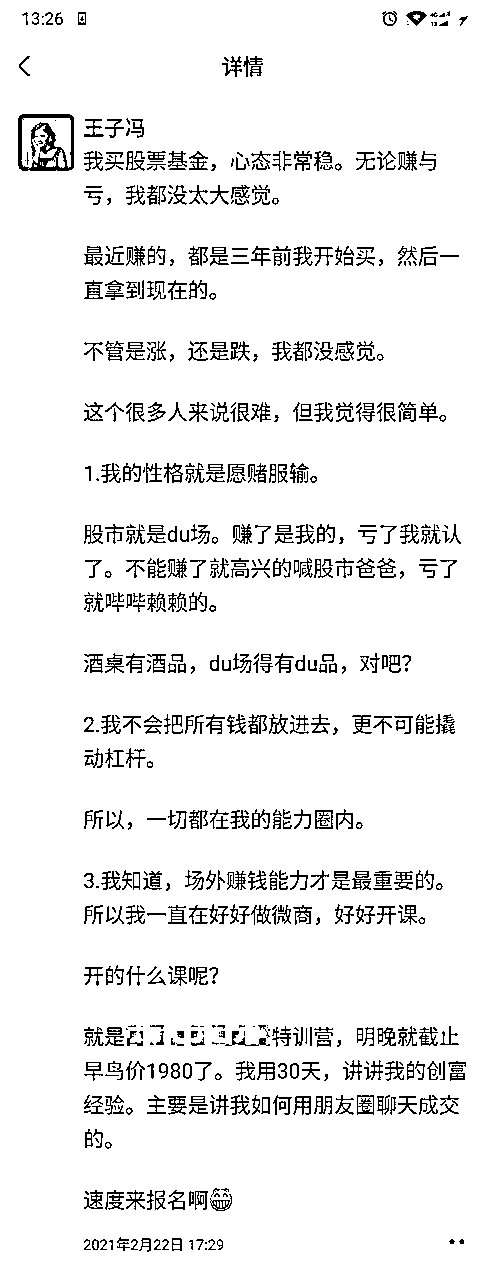 13:26
详情
王子冯
我买股票基金，心态非常稳。无论赚与
亏，我都没太大感觉。
最近赚的，都是三年前我开始买，然后一
直拿到现在的。
不管是涨，还是跌，我都没感觉。
这个很多人来说很难，但我觉得很简单。
1.我的性格就是愿赌服输。
股市就是du场。赚了是我的，亏了我就认
了。不能赚了就高兴的喊股市爸爸，亏了
就哔哔赖赖的。
酒桌有酒品，du场得有du品，对吧？
2.我不会把所有钱都放进去，更不可能撬
动杠杆。
所以，一切都在我的能力圈内。
3.我知道，场外赚钱能力才是最重要的。
所以我一直在好好做微商，好好开课。
开的什么课呢？
就是特训营，明晚就截止
早鸟价1980了。我用30天，讲讲我的创富
经验。主要是讲我如何用朋友圈聊天成交
的。
速度来报名啊😁
2021年2月22日 17:29